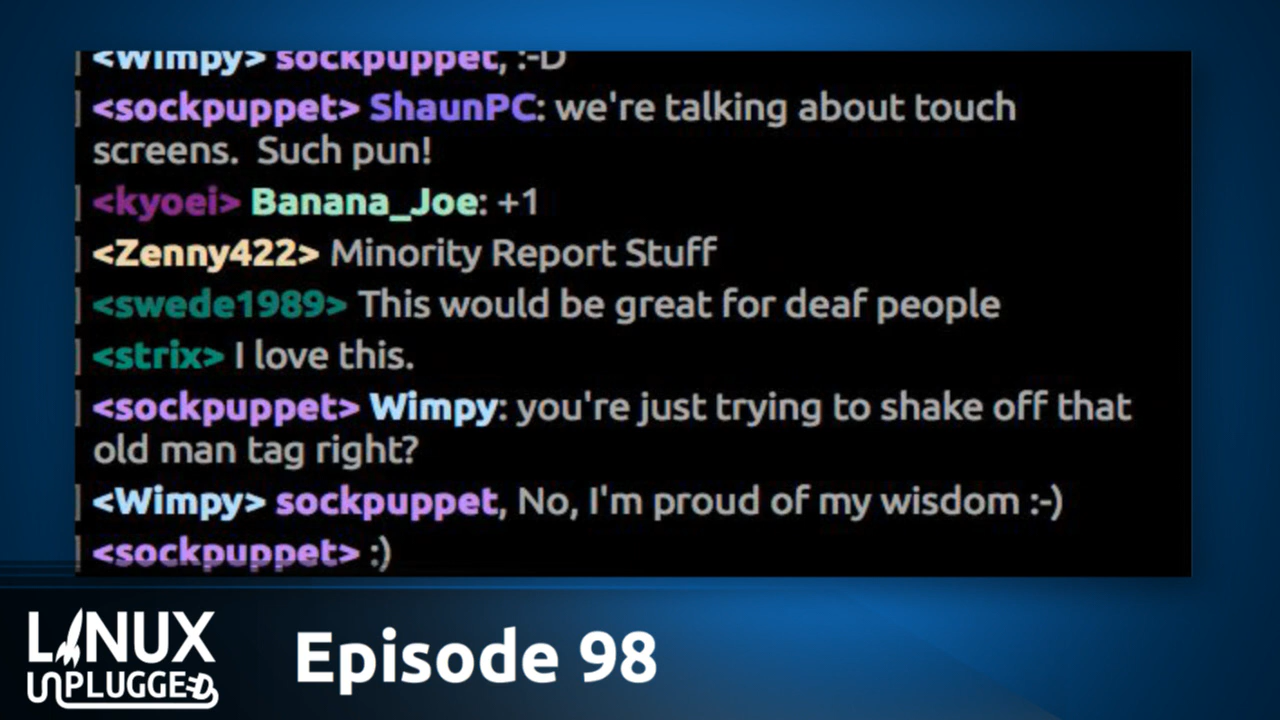 <Wimpy> sockpuppet, :-D
<sockpuppet> ShaunPC: we're talking about touch
screens.  Such pun!
<kyoei> Banana_Joe: +1
<Zenny422> Minority Report Stuff
<swede1989> This would be great for deaf people
<strix> I love this.
<sockpuppet> Wimpy: you're just trying to shake off that
old man tag right?
<Wimpy> sockpuppet, No, I'm proud of my wisdom :-)
<sockpuppet> :)
LINUX
UNPLUGGED
Episode 98